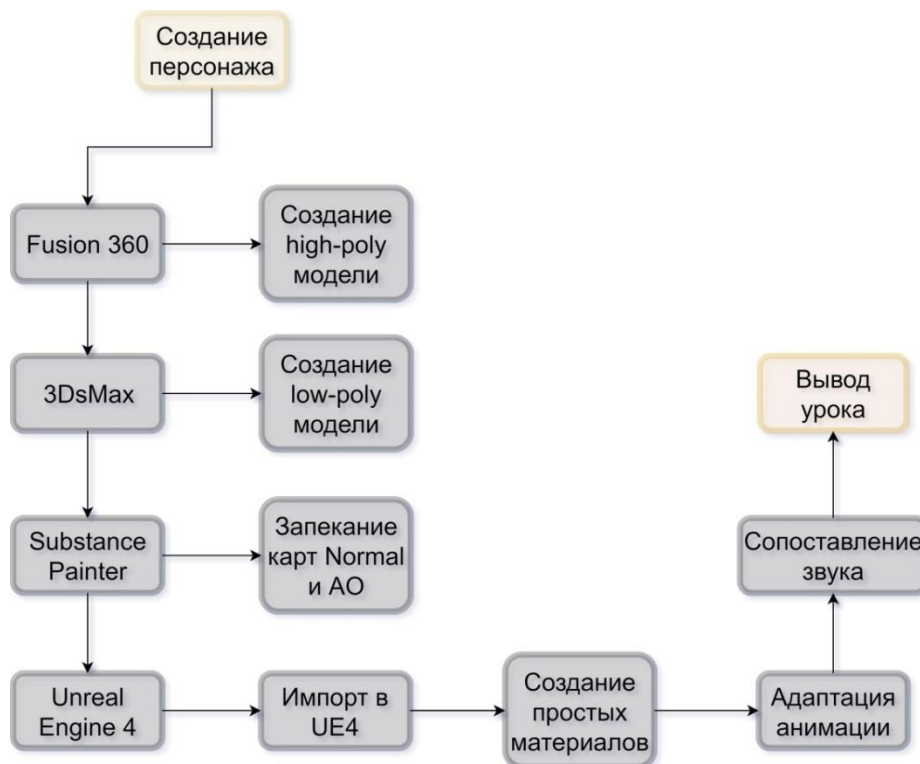 Создание
персонажа
Fusion 360
Создание
high-poly
модели
3DsMax
Создание
low-poly
модели
Вывод
урока
Substance
Painter
Запекание
карт Normal
и AO
Сопоставление
звука
Unreal
Engine 4
Импорт в
UE4
Создание
простых
материалов
Адаптация
анимации